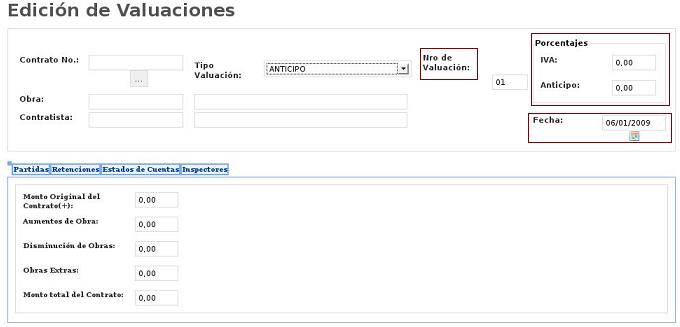 Edición de Valuaciones
Contrato No.:
...
Tipo
Valuación:
ANTICIPO
Nro de
Valuación:
01
Porcentajes
IVA:
0,00
Anticipo:
0,00
Obra:
Contratista:
Fecha:
06/01/2009
Partidas Retenciones Estados de Cuentas Inspectores
Monto Original del
Contrato(+):
0,00
Aumentos de Obra:
0,00
Disminución de Obras:
0,00
Obras Extras:
0,00
Monto total del Contrato:
0,00